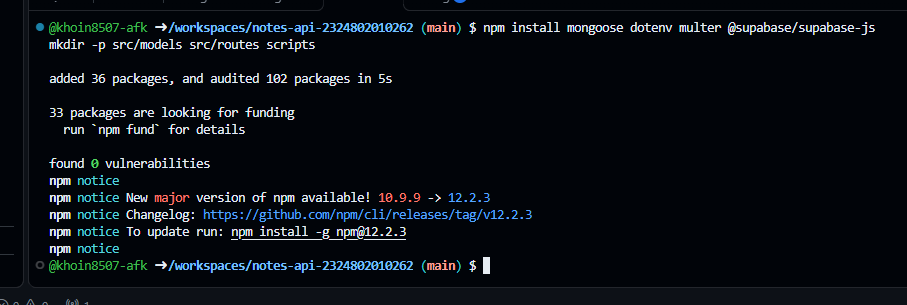 @khoin8507-afk ➜/workspaces/notes-api-2324802010262 (main) $ npm install mongoose dotenv multer @supabase/supabase-js
mkdir -p src/models src/routes scripts
added 36 packages, and audited 102 packages in 5s
33 packages are looking for funding
run `npm fund` for details
found 0 vulnerabilities
npm notice
npm notice New major version of npm available! 10.9.9 -> 12.2.3
npm notice Changelog: https://github.com/npm/cli/releases/tag/v12.2.3
npm notice To update run: npm install -g npm@12.2.3
npm notice
@khoin8507-afk ➜/workspaces/notes-api-2324802010262 (main) $